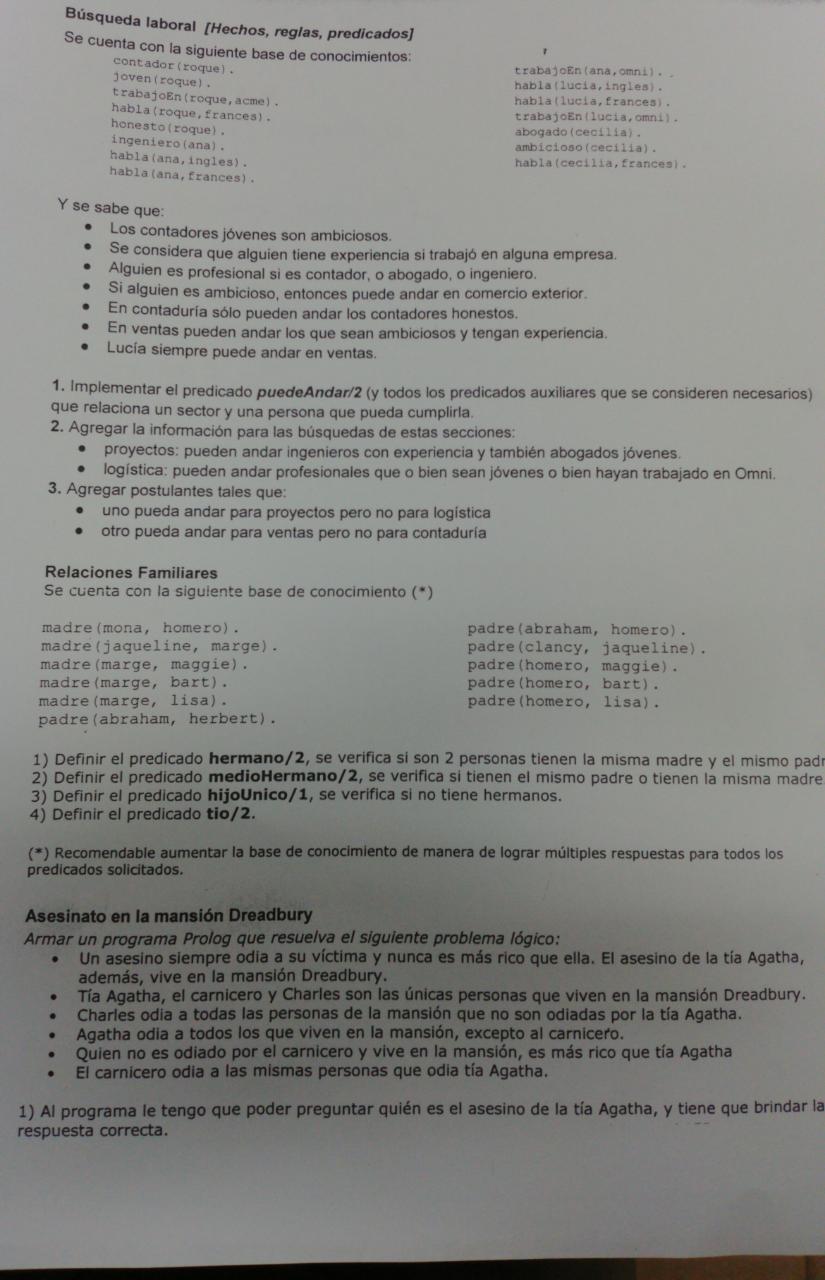 Búsqueda laboral [Hechos, reglas, predicados]
Se cuenta con la siguiente base de conocimientos:
contador(roque).
joven(roque).
trabajoEn(roque,acme).
habla(roque,frances).
honesto(roque).
ingeniero(ana).
habla(ana,ingles).
habla(ana,frances).
trabajoEn(ana,omni).
habla(lucia,ingles).
habla(lucia,frances).
trabajoEn(lucia,omni).
abogado(cecilia).
ambicioso(cecilia).
habla(cecilia,frances).
Y se sabe que:
• Los contadores jóvenes son ambiciosos.
• Se considera que alguien tiene experiencia si trabajó en alguna empresa.
• Alguien es profesional si es contador, o abogado, o ingeniero.
• Si alguien es ambicioso, entonces puede andar en comercio exterior.
• En contaduría sólo pueden andar los contadores honestos.
• En ventas pueden andar los que sean ambiciosos y tengan experiencia.
• Lucía siempre puede andar en ventas.
1. Implementar el predicado puedeAndar/2 (y todos los predicados auxiliares que se consideren necesarios)
que relaciona un sector y una persona que pueda cumplirla.
2. Agregar la información para las búsquedas de estas secciones:
• proyectos: pueden andar ingenieros con experiencia y también abogados jóvenes.
• logística: pueden andar profesionales que o bien sean jóvenes o bien hayan trabajado en Omni.
3. Agregar postulantes tales que:
• uno pueda andar para proyectos pero no para logística
• otro pueda andar para ventas pero no para contaduría
Relaciones Familiares
Se cuenta con la siguiente base de conocimiento (*)
madre(mona, homero).
madre(jaqueline, marge).
madre(marge, maggie).
madre(marge, bart).
madre(marge, lisa).
padre(abraham, herbert).
padre(abraham, homero).
padre(clancy, jaqueline).
padre(homero, maggie).
padre(homero, bart).
padre(homero, lisa).
1) Definir el predicado hermano/2, se verifica si son 2 personas tienen la misma madre y el mismo padr
2) Definir el predicado medioHermano/2, se verifica si tienen el mismo padre o tienen la misma madre
3) Definir el predicado hijoUnico/1, se verifica si no tiene hermanos.
4) Definir el predicado tio/2.
(*) Recomendable aumentar la base de conocimiento de manera de lograr múltiples respuestas para todos los
predicados solicitados.
Asesinato en la mansión Dreadbury
Armar un programa Prolog que resuelva el siguiente problema lógico:
• Un asesino siempre odia a su víctima y nunca es más rico que ella. El asesino de la tía Agatha,
además, vive en la mansión Dreadbury.
• Tía Agatha, el carnicero y Charles son las únicas personas que viven en la mansión Dreadbury.
• Charles odia a todas las personas de la mansión que no son odiadas por la tía Agatha.
• Agatha odia a todos los que viven en la mansión, excepto al carnicero.
• Quien no es odiado por el carnicero y vive en la mansión, es más rico que tía Agatha
• El carnicero odia a las mismas personas que odia tía Agatha.
1) Al programa le tengo que poder preguntar quién es el asesino de la tía Agatha, y tiene que brindar la
respuesta correcta.